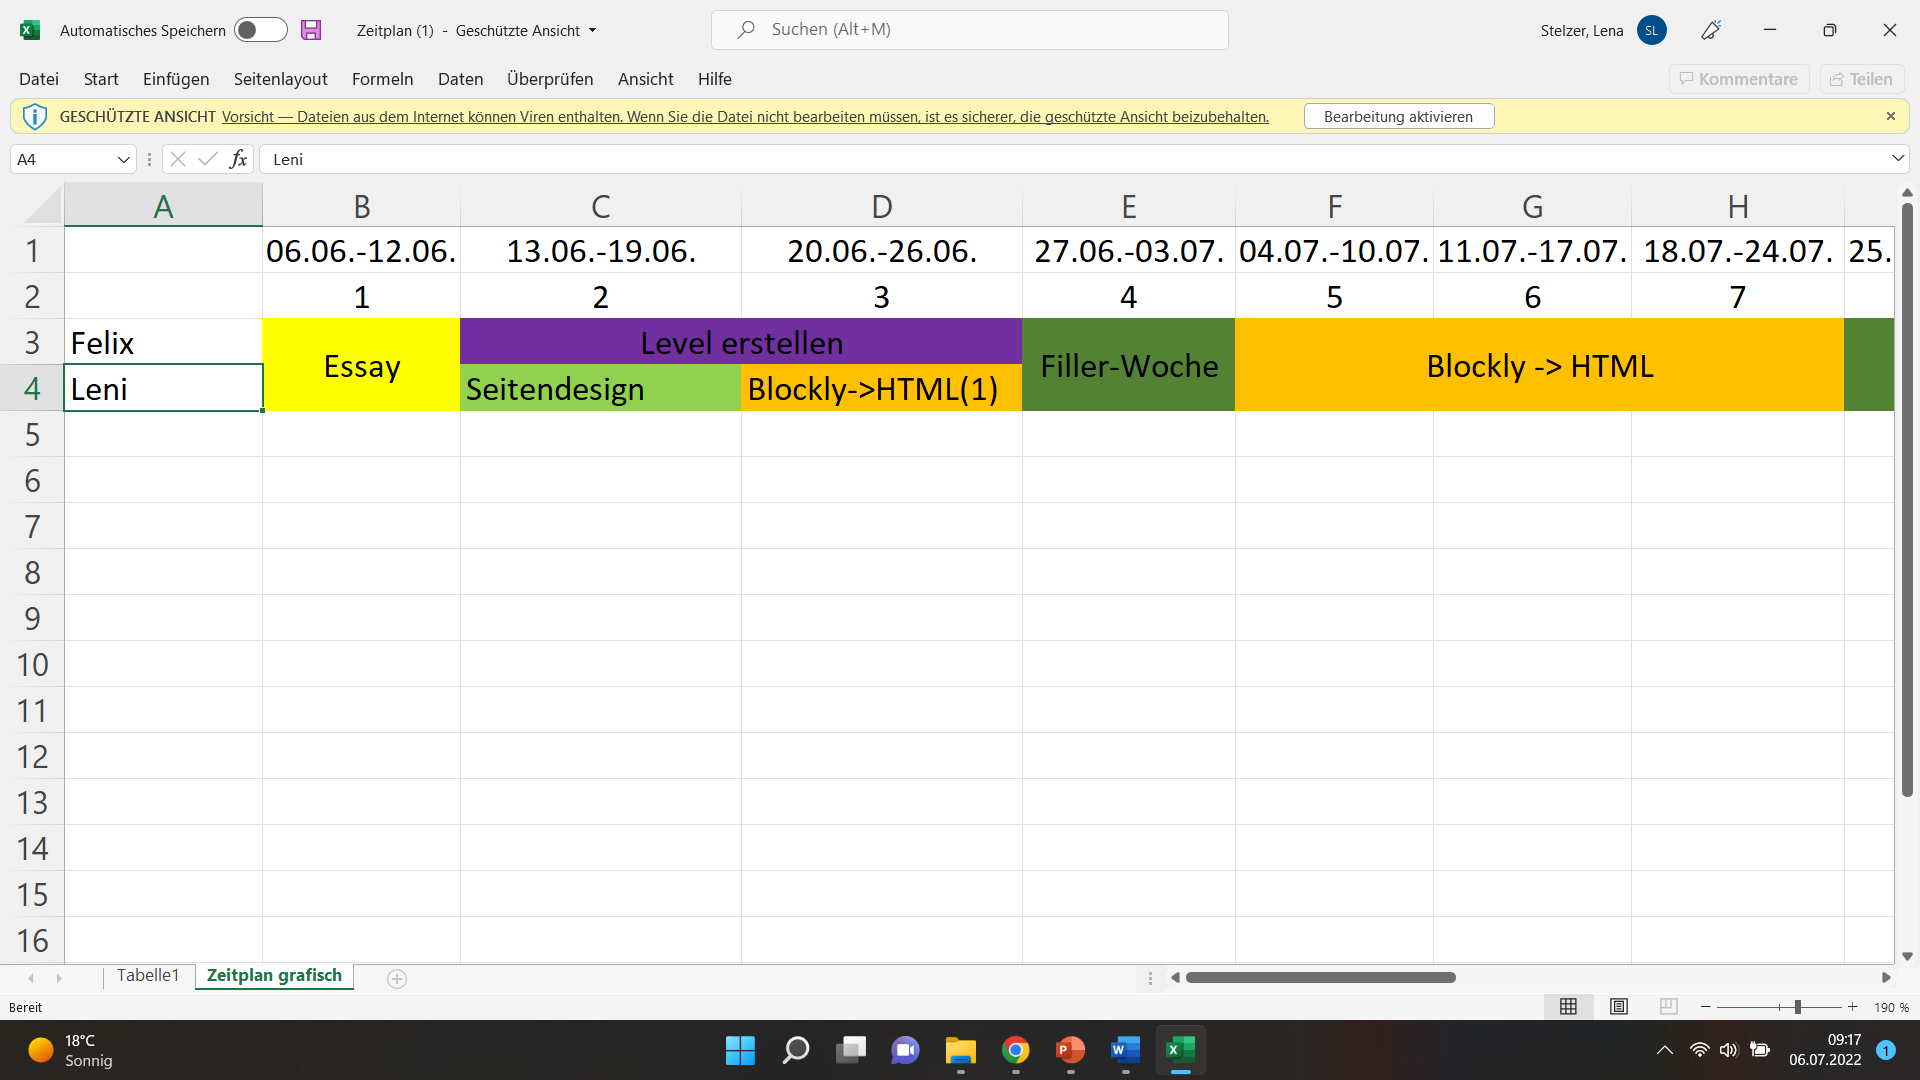 Automatisches Speichern
Zeitplan (1) - Geschützte Ansicht
Suchen (Alt+M)
Stelzer, Lena
SL
Datei Start Einfügen Seitenlayout Formeln Daten Überprüfen Ansicht Hilfe
Kommentare
Teilen
GESCHÜTZTE ANSICHT Vorsicht — Dateien aus dem Internet können Viren enthalten. Wenn Sie die Datei nicht bearbeiten müssen, ist es sicherer, die geschützte Ansicht beizubehalten.
Bearbeitung aktivieren
A4
fx
Leni
A B C D E F G H
1 06.06.-12.06. 13.06.-19.06. 20.06.-26.06. 27.06.-03.07. 04.07.-10.07. 11.07.-17.07. 18.07.-24.07. 25.
2 1 2 3 4 5 6 7
3 Felix Level erstellen
Essay Filler-Woche Blockly -> HTML
4 Leni Seitendesign Blockly->HTML(1)
5
6
7
8
9
10
11
12
13
14
15
16
Tabelle1 Zeitplan grafisch
Bereit
190 %
18°C
Sonnig
P
W
X
09:17
06.07.2022
1